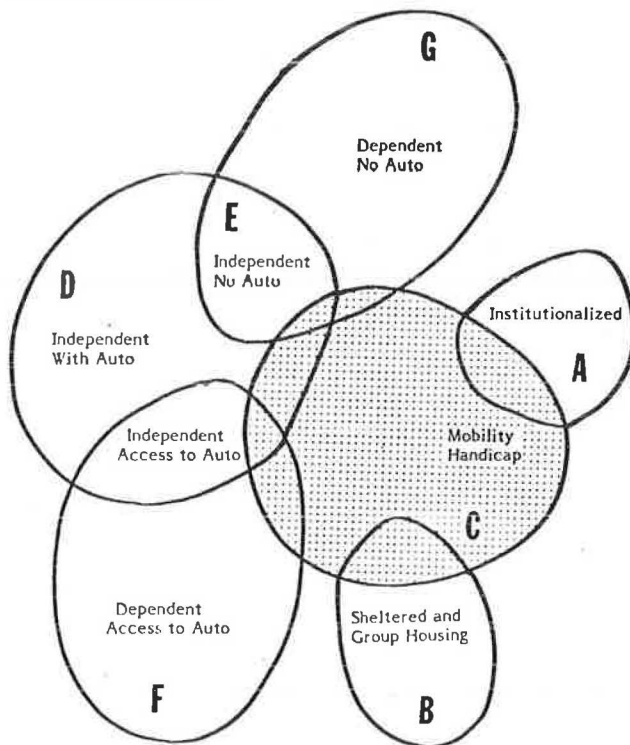 G
Dependent
No Auto
E
Independent
No Auto
D
Independent
With Auto
Institutionalized
A
Independent
Access to Auto
Mobility
Handicap
C
Dependent
Access to Auto
Sheltered and
Group Housing
F
B